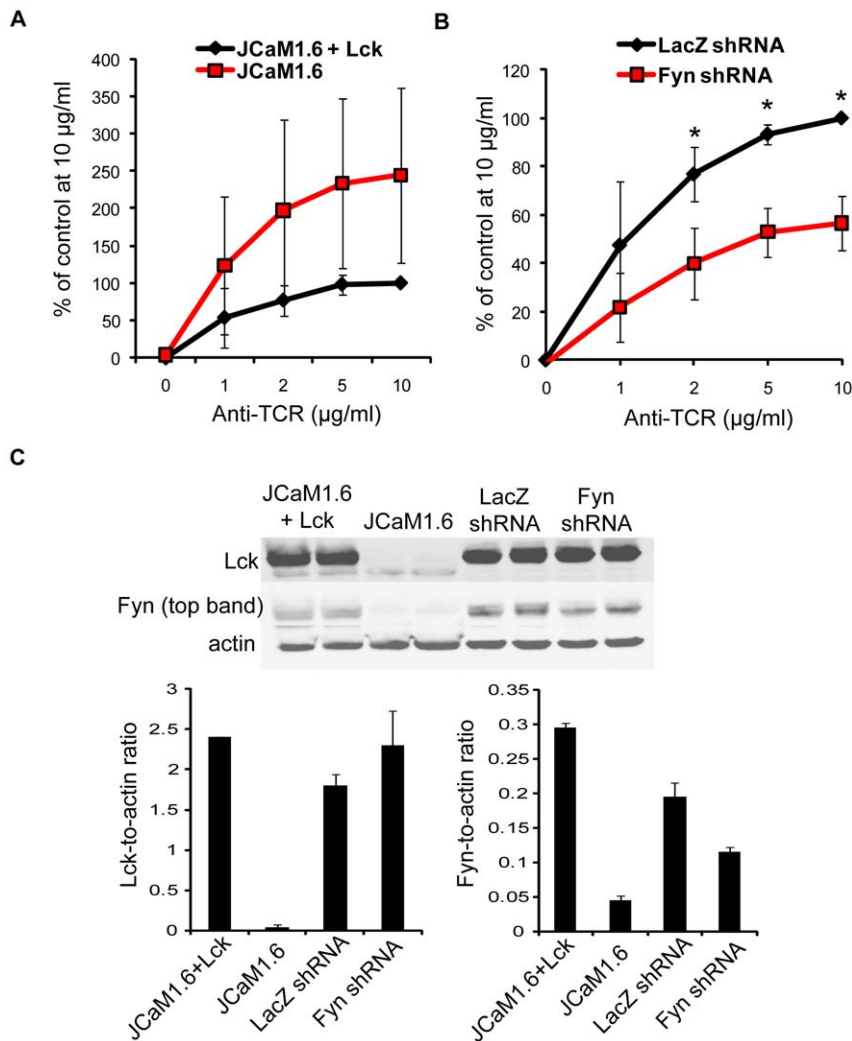 A
JCaM1.6 + Lck
JCaM1.6
% of control at 10 µg/ml
400
350
300
250
200
150
100
50
0
0 1 2 5 10
Anti-TCR (µg/ml)
B
LacZ shRNA
Fyn shRNA
% of control at 10 µg/ml
120
100
80
60
40
20
0
* * *
0 1 2 5 10
Anti-TCR (µg/ml)
C
JCaM1.6 + Lck
JCaM1.6
LacZ shRNA
Fyn shRNA
Lck
Fyn (top band)
actin
Lck-to-actin ratio
3
2.5
2
1.5
1
0.5
0
JCaM1.6+Lck
JCaM1.6
LacZ shRNA
Fyn shRNA
Fyn-to-actin ratio
0.35
0.3
0.25
0.2
0.15
0.1
0.05
0
JCaM1.6+Lck
JCaM1.6
LacZ shRNA
Fyn shRNA